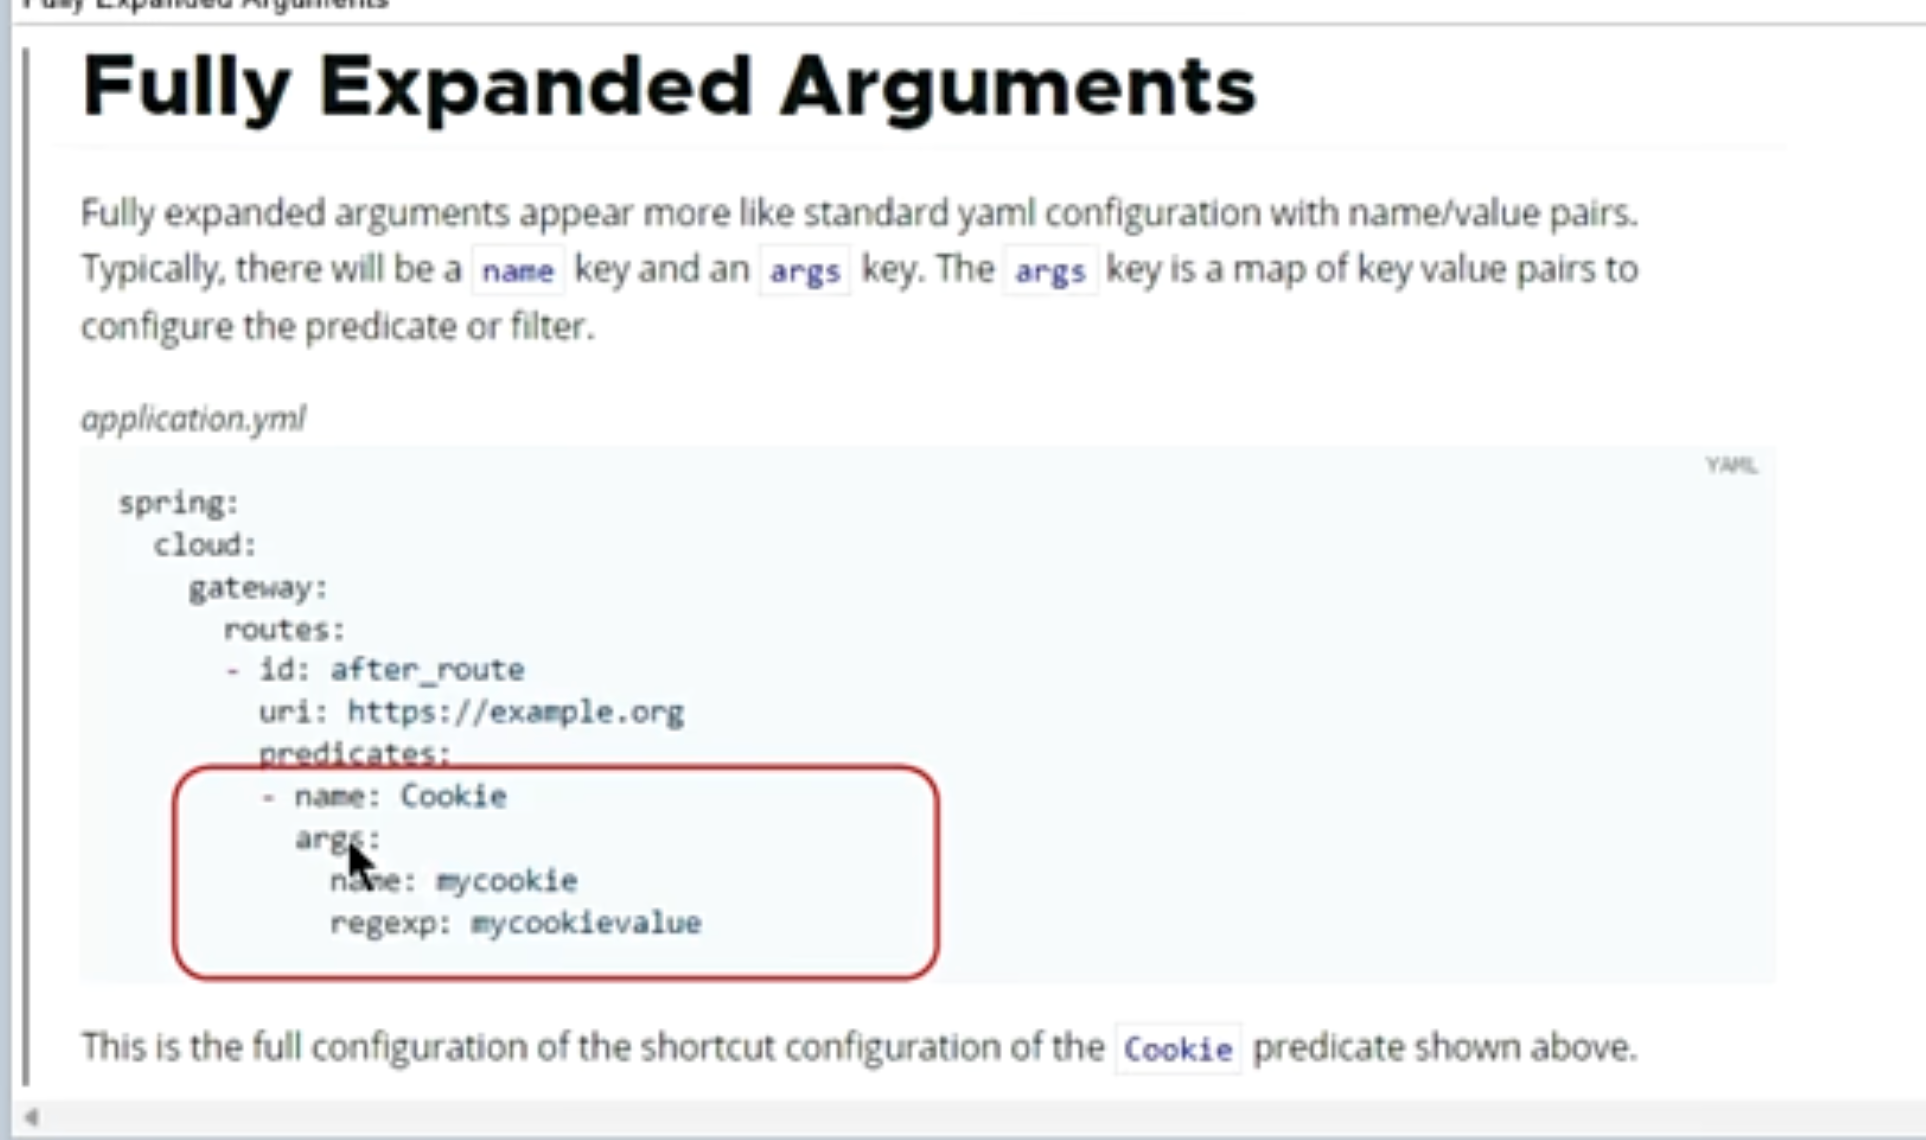 Fully Expanded Arguments
Fully Expanded Arguments
Fully expanded arguments appear more like standard yaml configuration with name/value pairs.
Typically, there will be a name key and an args key. The args key is a map of key value pairs to
configure the predicate or filter.
application.yml
YAML
spring:
  cloud:
    gateway:
      routes:
      - id: after_route
        uri: https://example.org
        predicates:
        - name: Cookie
          args:
            name: mycookie
            regexp: mycookievalue
This is the full configuration of the shortcut configuration of the Cookie predicate shown above.